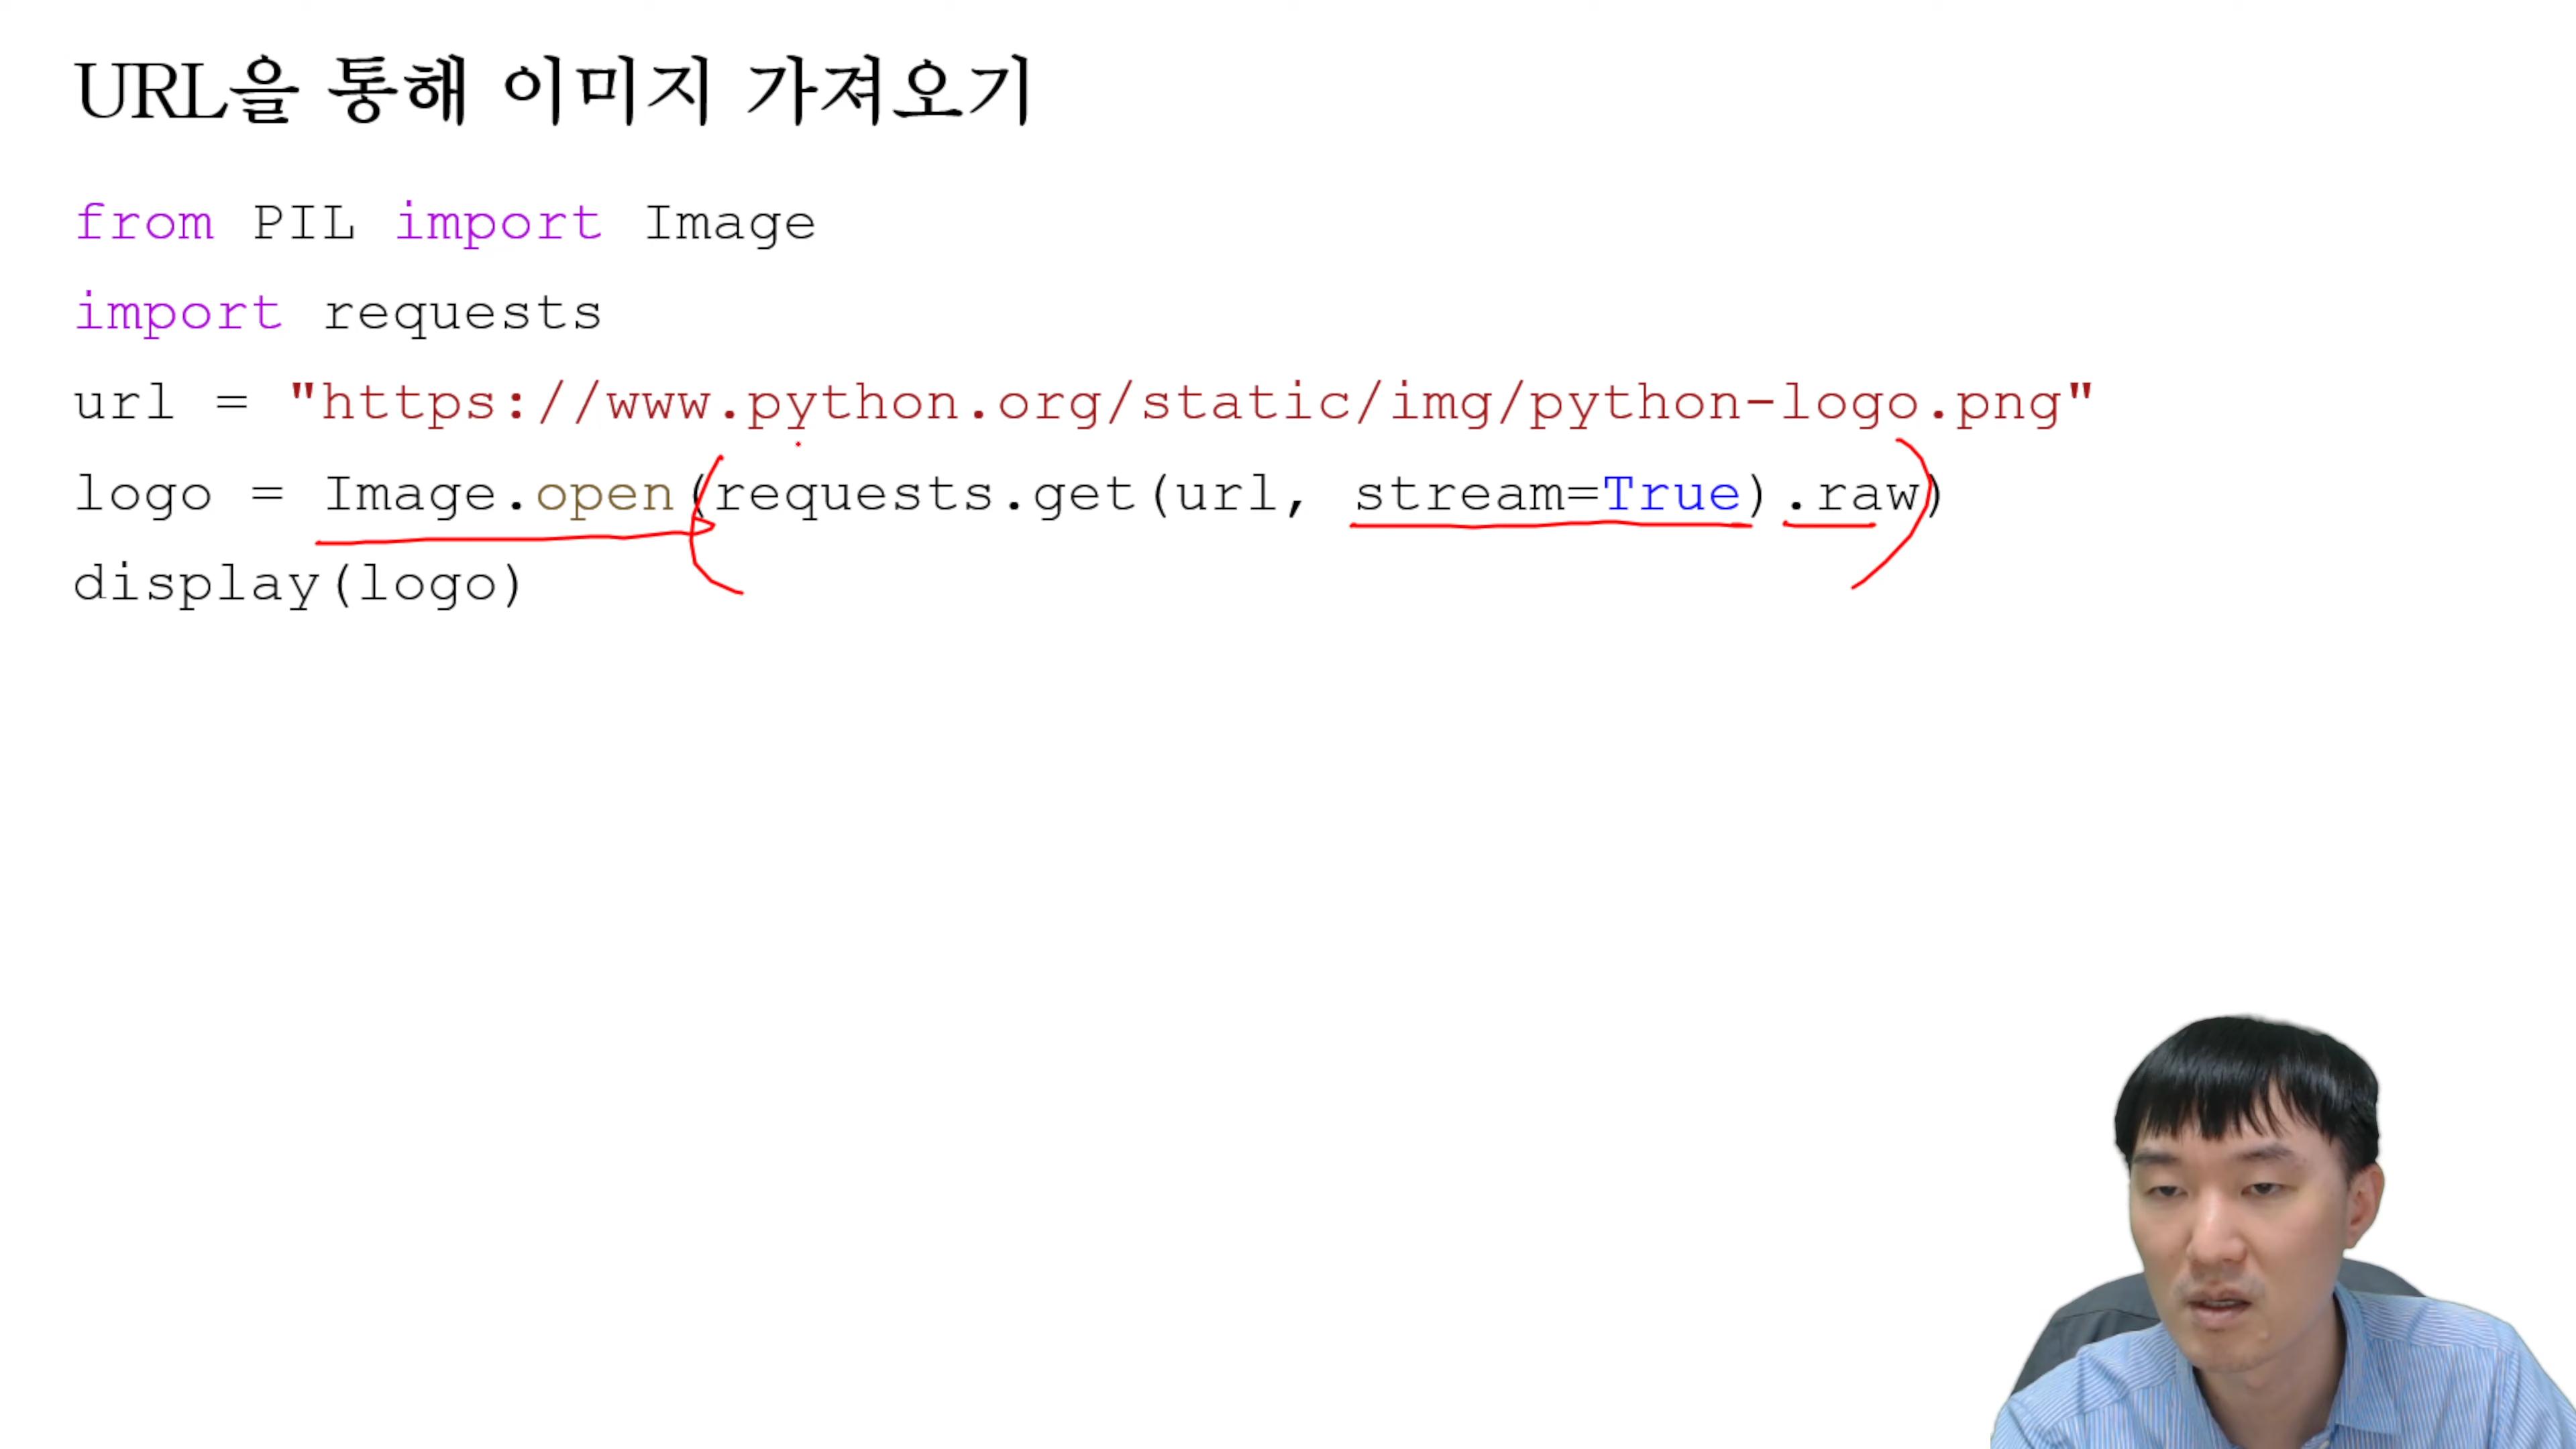 URL을 통해 이미지 가져오기
from PIL import Image
import requests
url = "https://www.python.org/static/img/python-logo.png"
logo = Image.open(requests.get(url, stream=True).raw)
display(logo)